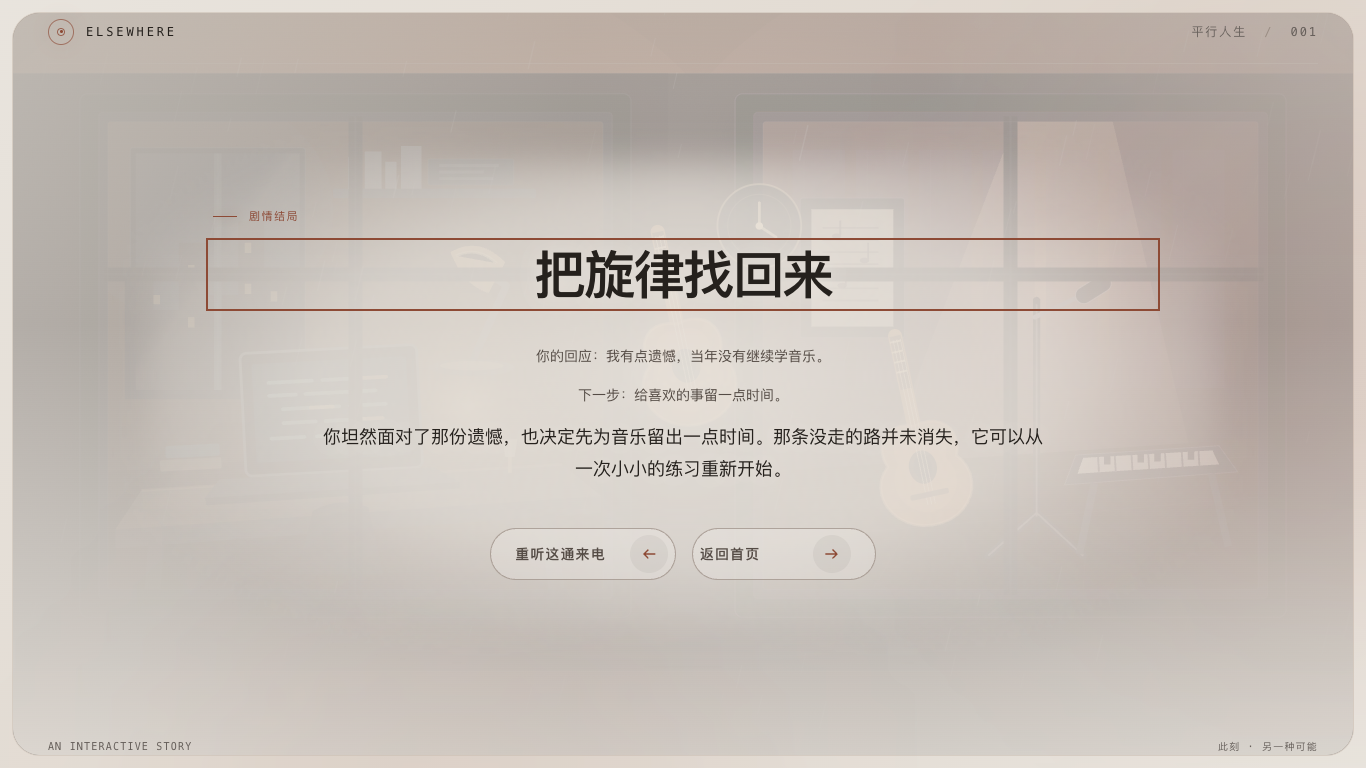 ELSEWHERE
平行人生 / 001
剧情结局
把旋律找回来
你的回应：我有点遗憾，当年没有继续学音乐。
下一步：给喜欢的事留一点时间。
你坦然面对了那份遗憾，也决定先为音乐留出一点时间。那条没走的路并未消失，它可以从
一次小小的练习重新开始。
重听这通来电
返回首页
AN INTERACTIVE STORY
此刻 · 另一种可能